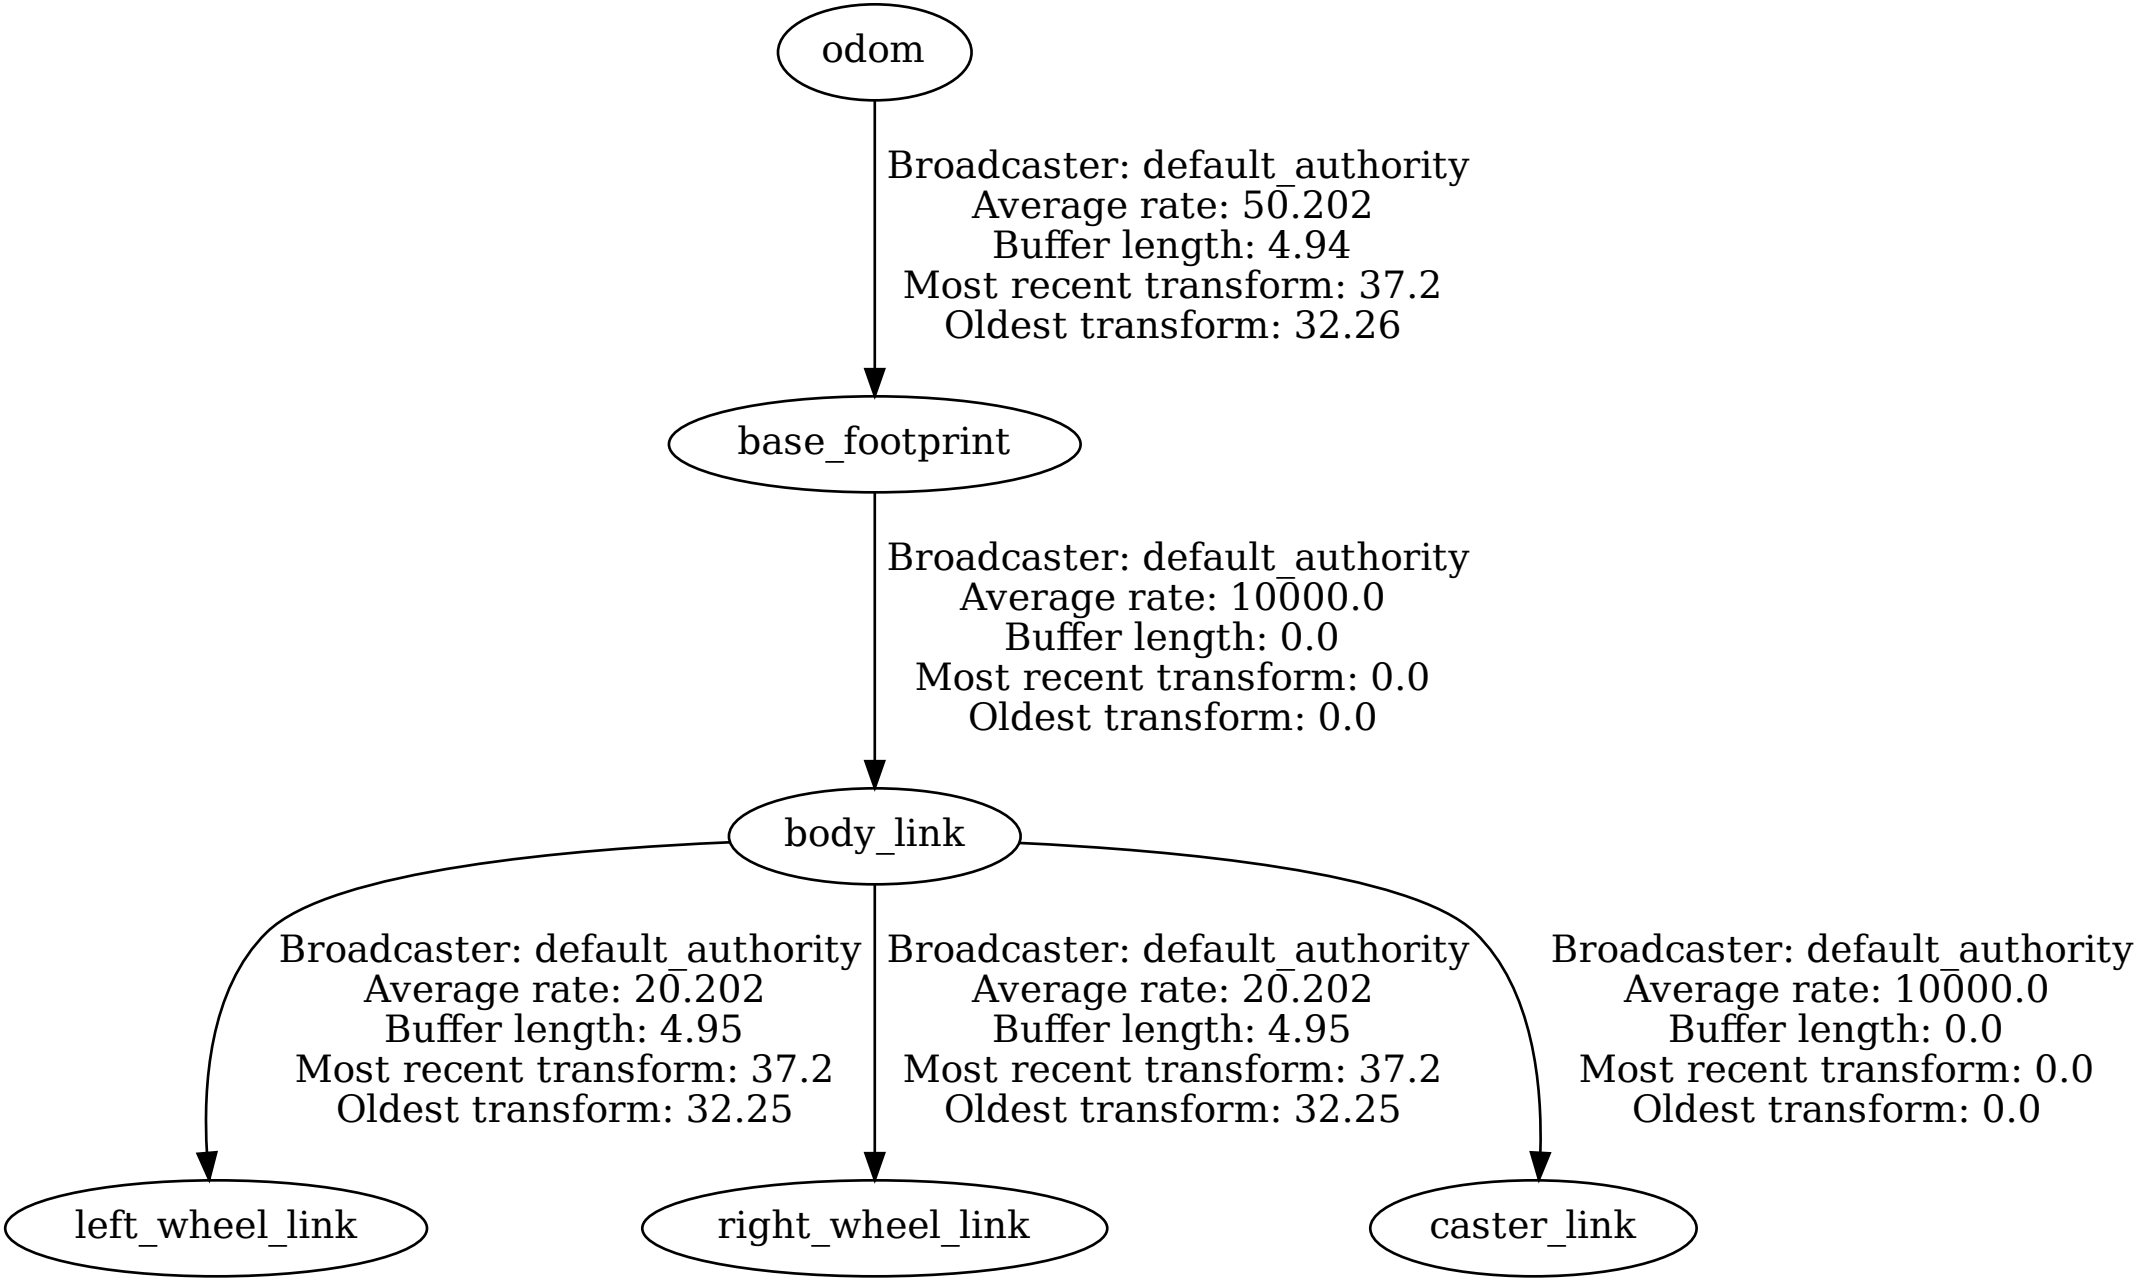 odom
Broadcaster: default_authority
Average rate: 50.202
Buffer length: 4.94
Most recent transform: 37.2
Oldest transform: 32.26
base_footprint
Broadcaster: default_authority
Average rate: 10000.0
Buffer length: 0.0
Most recent transform: 0.0
Oldest transform: 0.0
body_link
Broadcaster: default_authority
Average rate: 20.202
Buffer length: 4.95
Most recent transform: 37.2
Oldest transform: 32.25
Broadcaster: default_authority
Average rate: 20.202
Buffer length: 4.95
Most recent transform: 37.2
Oldest transform: 32.25
Broadcaster: default_authority
Average rate: 10000.0
Buffer length: 0.0
Most recent transform: 0.0
Oldest transform: 0.0
left_wheel_link
right_wheel_link
caster_link